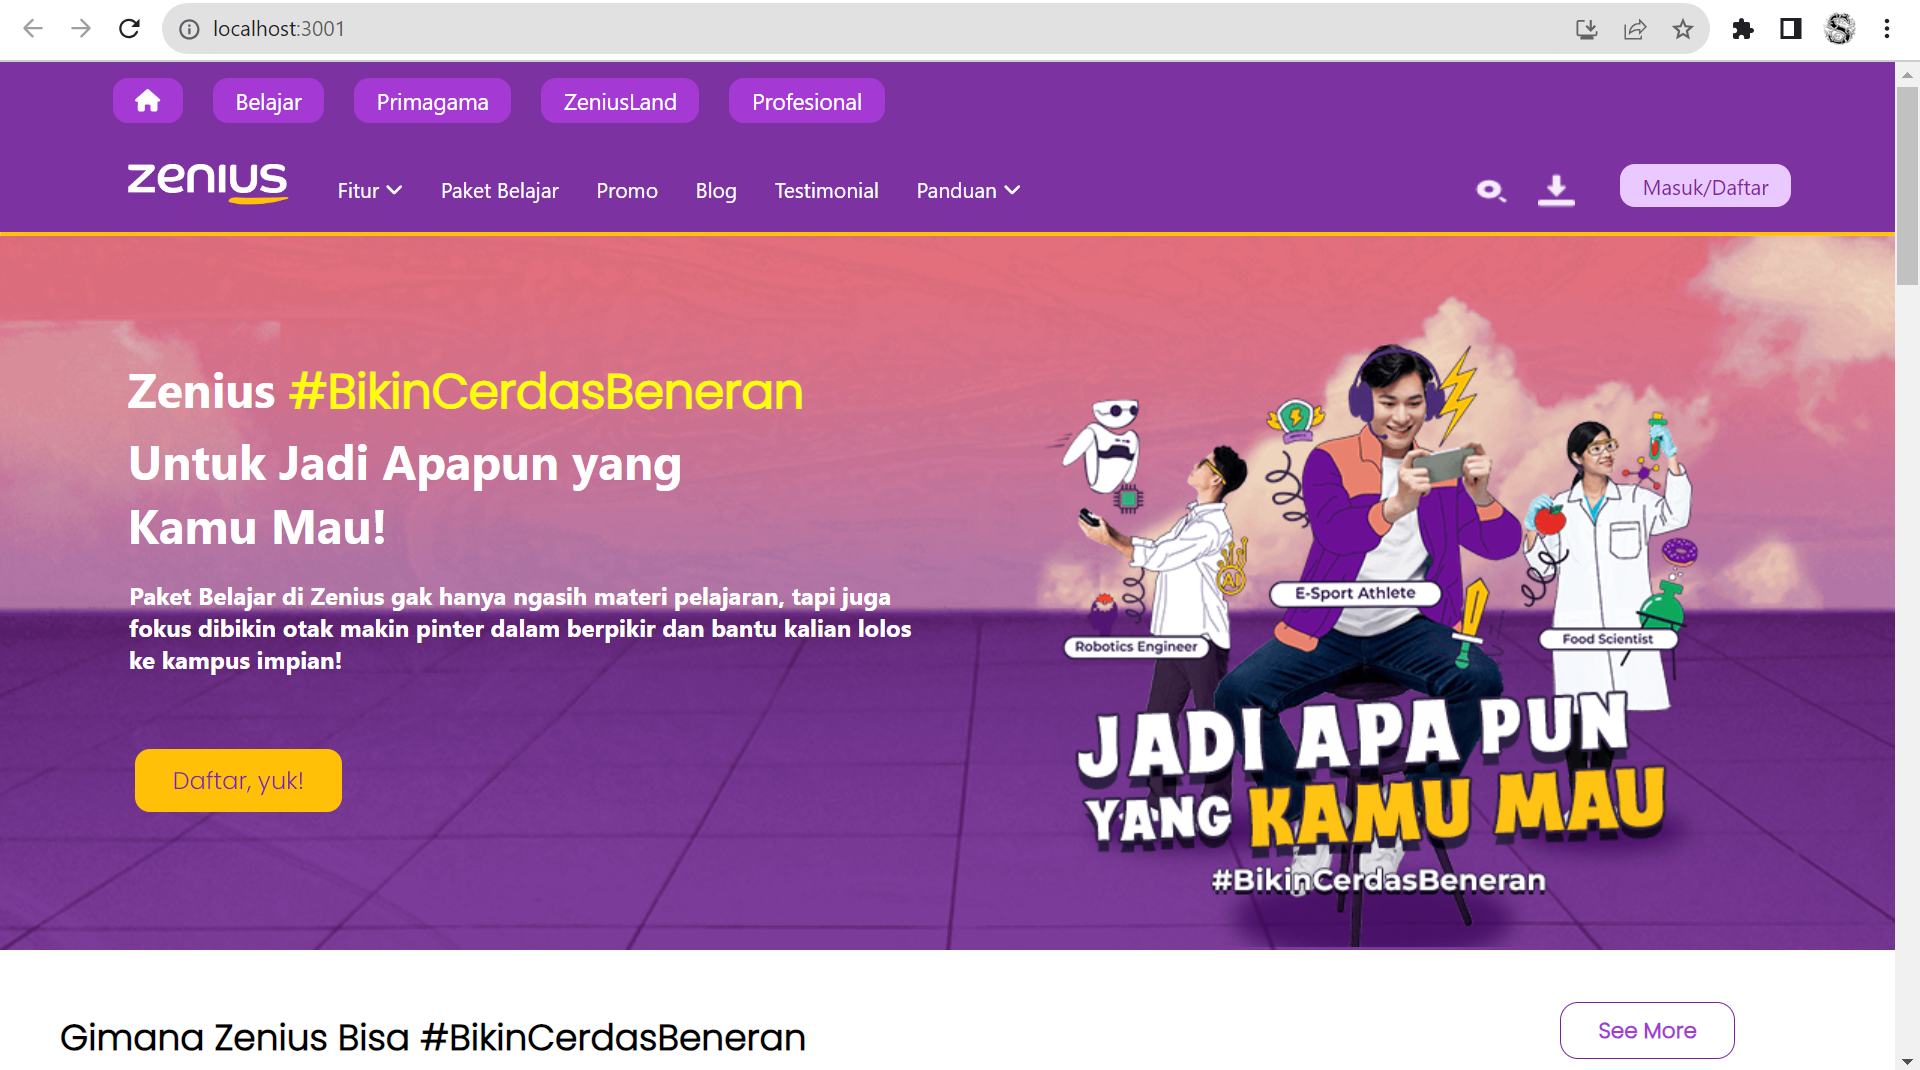 localhost:3001
Belajar Primagama ZeniusLand Profesional
zenius Fitur Paket Belajar Promo Blog Testimonial Panduan Masuk/Daftar
Zenius #BikinCerdasBeneran
Untuk Jadi Apapun yang
Kamu Mau!
Paket Belajar di Zenius gak hanya ngasih materi pelajaran, tapi juga
fokus dibikin otak makin pinter dalam berpikir dan bantu kalian lolos
ke kampus impian!
Daftar, yuk!
AI
E-Sport Athlete
Robotics Engineer
Food Scientist
JADI APA PUN
YANG KAMU MAU
#BikinCerdasBeneran
Gimana Zenius Bisa #BikinCerdasBeneran
See More